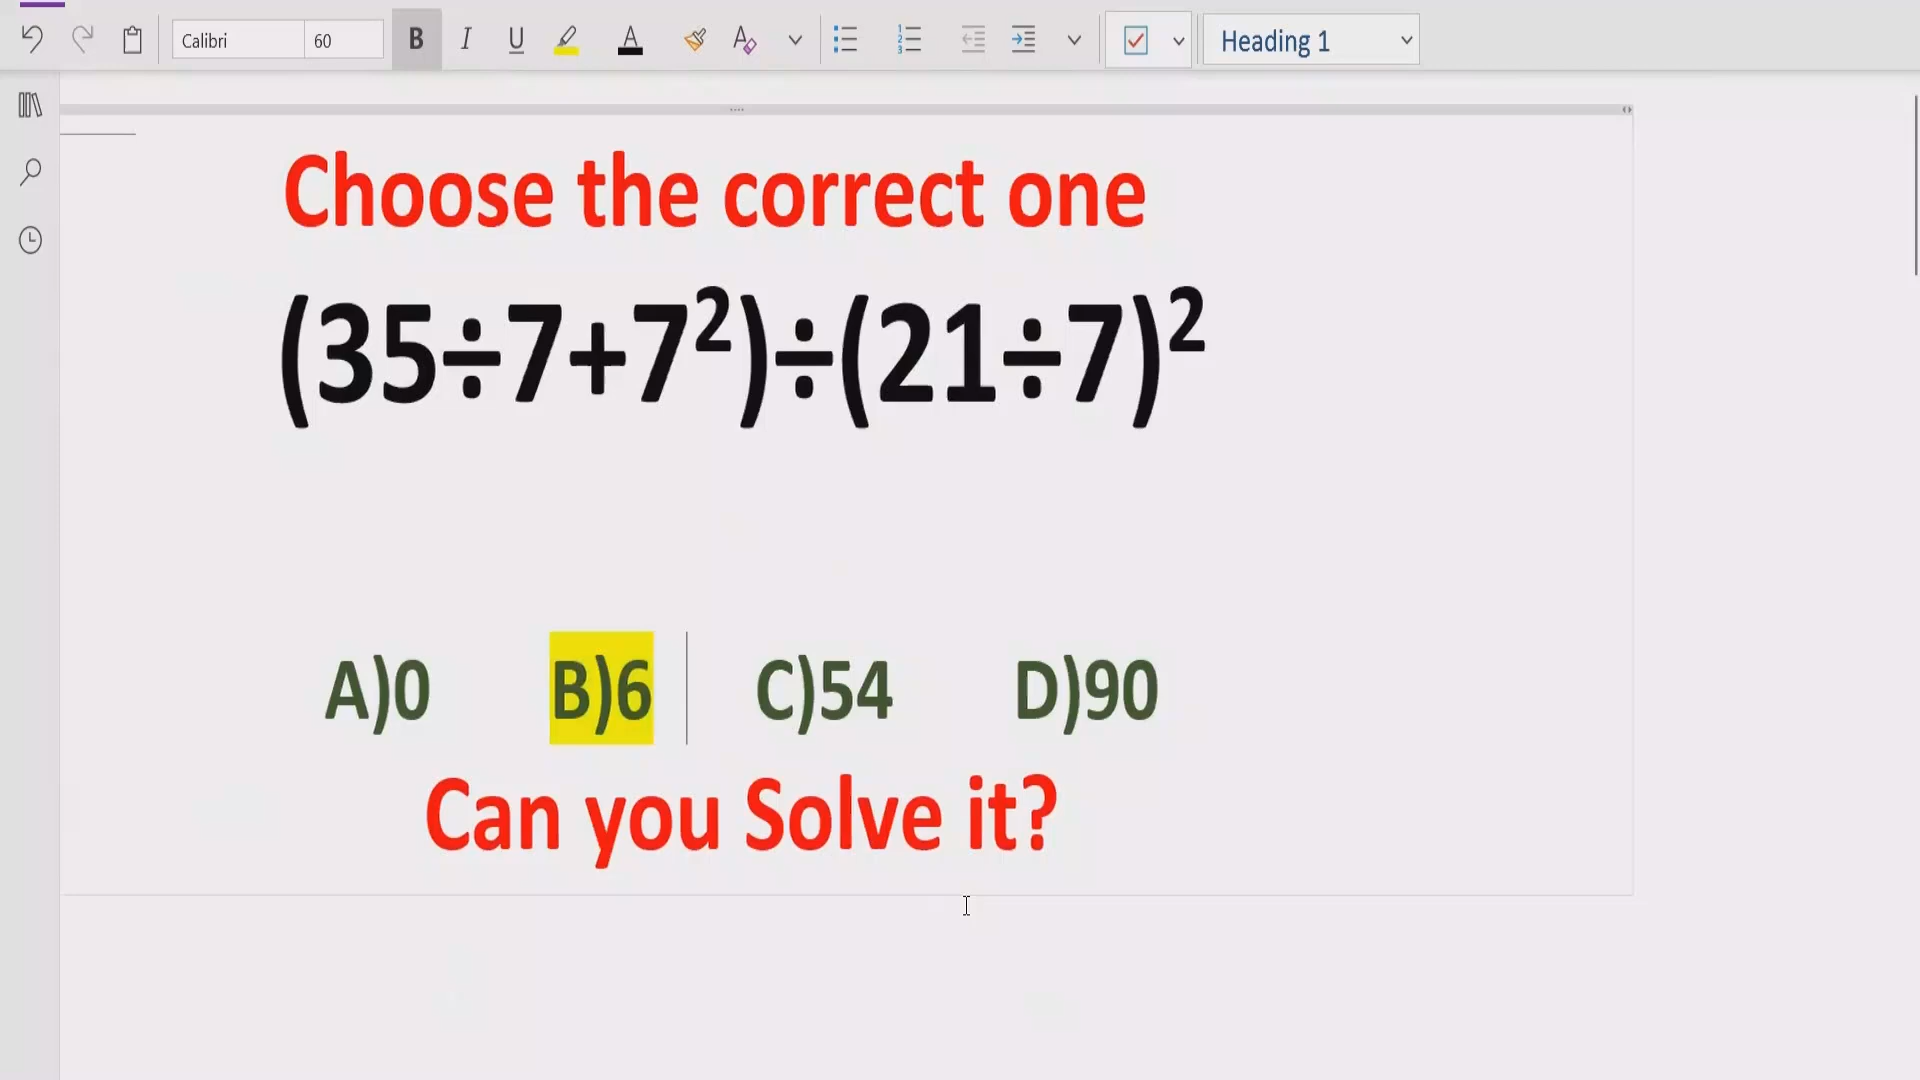 Calibri 60 B I U A A Heading 1
Choose the correct one
(35÷7+7²)÷(21÷7)²
A)0 B)6 C)54 D)90
Can you Solve it?